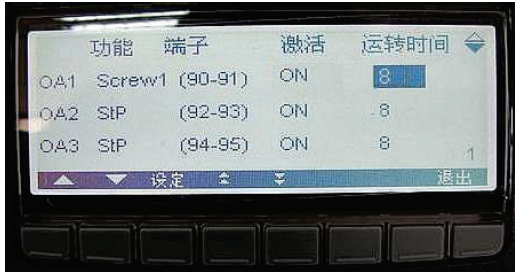 功能 端子 激活 运转时间
OA1 Screw1 (90-91) ON 8
OA2 StP (92-93) ON 8
OA3 StP (94-95) ON 8
1
设定 退出